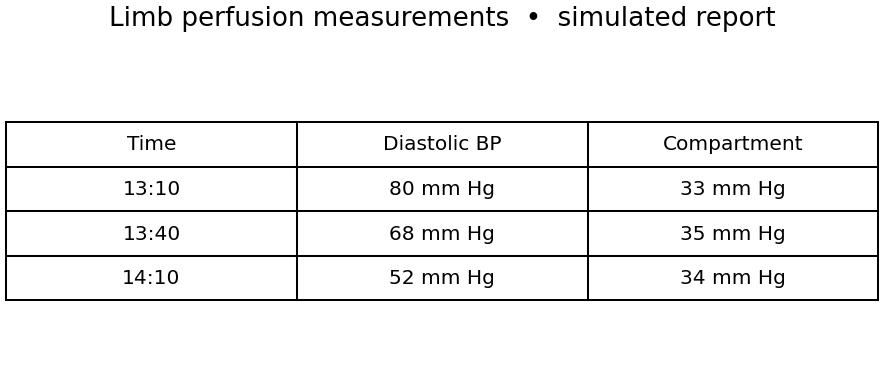 Limb perfusion measurements • simulated report
Time Diastolic BP Compartment
13:10 80 mm Hg 33 mm Hg
13:40 68 mm Hg 35 mm Hg
14:10 52 mm Hg 34 mm Hg